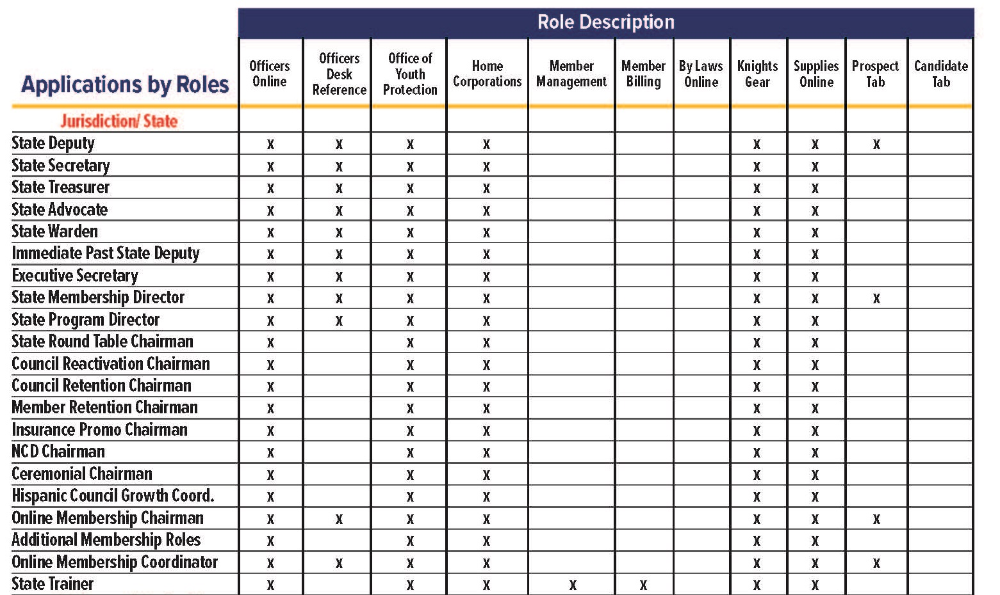 Role Description
Applications by Roles
Officers Online
Officers Desk Reference
Office of Youth Protection
Home Corporations
Member Management
Member Billing
By Laws Online
Knights Gear
Supplies Online
Prospect Tab
Candidate Tab
Jurisdiction/ State
State Deputy X X X X X X X
State Secretary X X X X X X
State Treasurer X X X X X X
State Advocate X X X X X X
State Warden X X X X X X
Immediate Past State Deputy X X X X X X
Executive Secretary X X X X X X
State Membership Director X X X X X X X
State Program Director X X X X X X
State Round Table Chairman X X X X X
Council Reactivation Chairman X X X X X
Council Retention Chairman X X X X X
Member Retention Chairman X X X X X
Insurance Promo Chairman X X X X X
NCD Chairman X X X X X
Ceremonial Chairman X X X X X
Hispanic Council Growth Coord. X X X X X
Online Membership Chairman X X X X X X X
Additional Membership Roles X X X X X
Online Membership Coordinator X X X X X X X
State Trainer X X X X X X X